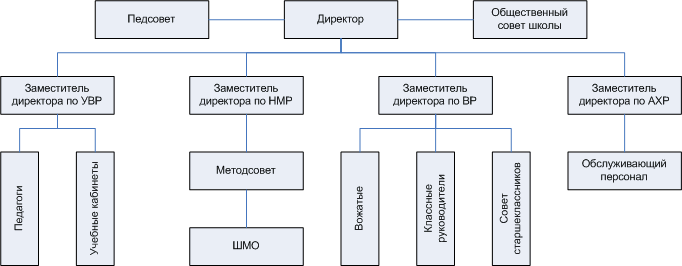 Педсовет
Директор
Общественный
совет школы
Заместитель
директора по УВР
Заместитель
директора по НМР
Заместитель
директора по ВР
Заместитель
директора по АХР
Педагоги
Учебные кабинеты
Методсовет
ШМО
Вожатые
Классные
руководители
Совет
старшеклассников
Обслуживающий
персонал